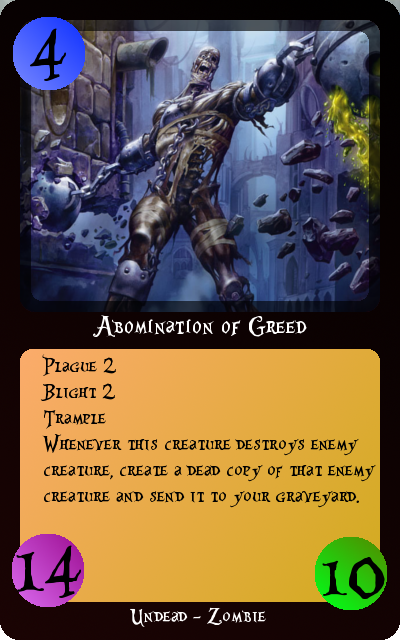 4
Abomination of Greed
Plague 2
Blight 2
Trample
Whenever this creature destroys enemy
creature, create a dead copy of that enemy
creature and send it to your graveyard.
14
10
Undead - Zombie